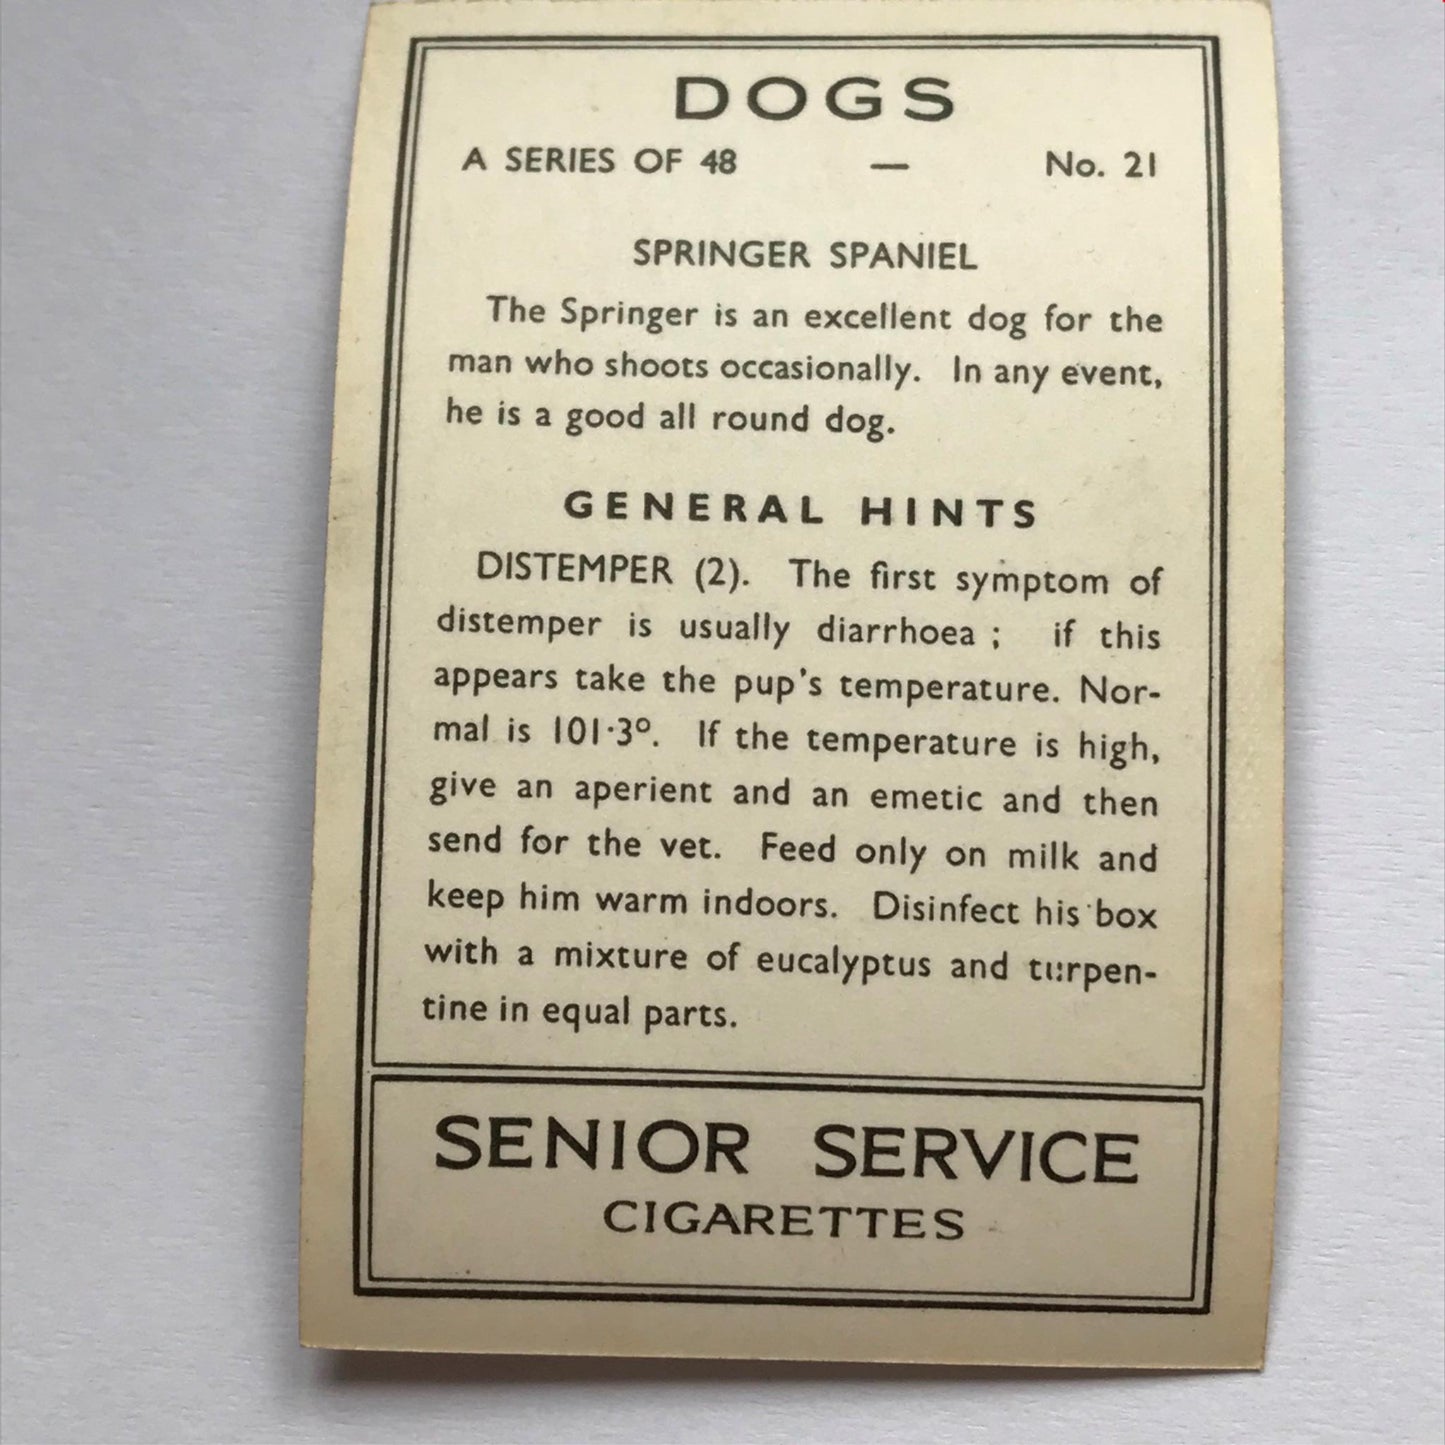 DOGS
A SERIES OF 48 — No. 21
SPRINGER SPANIEL
The Springer is an excellent dog for the
man who shoots occasionally. In any event,
he is a good all round dog.
GENERAL HINTS
DISTEMPER (2). The first symptom of
distemper is usually diarrhoea ; if this
appears take the pup's temperature. Nor-
mal is 101·3°. If the temperature is high,
give an aperient and an emetic and then
send for the vet. Feed only on milk and
keep him warm indoors. Disinfect his box
with a mixture of eucalyptus and turpen-
tine in equal parts.
SENIOR SERVICE
CIGARETTES